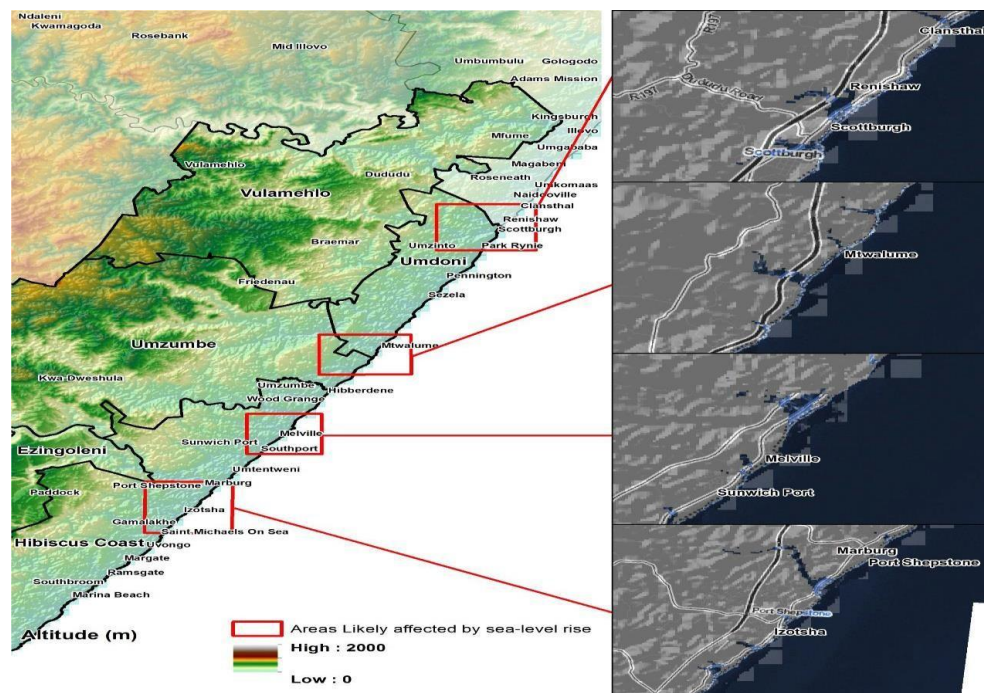 Ndaleni
Kwamagoda
Rosebank
Mid Illovo
Umbumbulu
Gologodo
Adams Mission
Kingsburgh
Illovo
Mfume
Umgababa
Magabeni
Vulamehlo
Dududu
Roseneath
Umkomaas
Vulamehlo
Naidooville
Clansthal
Renishaw
Scottburgh
Braemar
Umzinto
Park Rynie
Umdoni
Pennington
Friedenau
Sezela
Umzumbe
Mtwalume
Kwa-Dweshula
Umzumbe
Hibberdene
Wood Grange
Melville
Sunwich Port
Ezingoleni
Southport
Umtentweni
Port Shepstone
Marburg
Paddock
Izotsha
Gamalakhe
Saint Michaels On Sea
Hibiscus Coast
Uvongo
Margate
Ramsgate
Southbroom
Marina Beach
Altitude (m)
Areas Likely affected by sea-level rise
High : 2000
Low : 0
R197
Clansthal
R.197
Renishaw
Scottburgh
Scottburgh
Mtwalume
Melville
Sunwich Port
Marburg
Port Shepstone
Port Shepstone
Izotsha